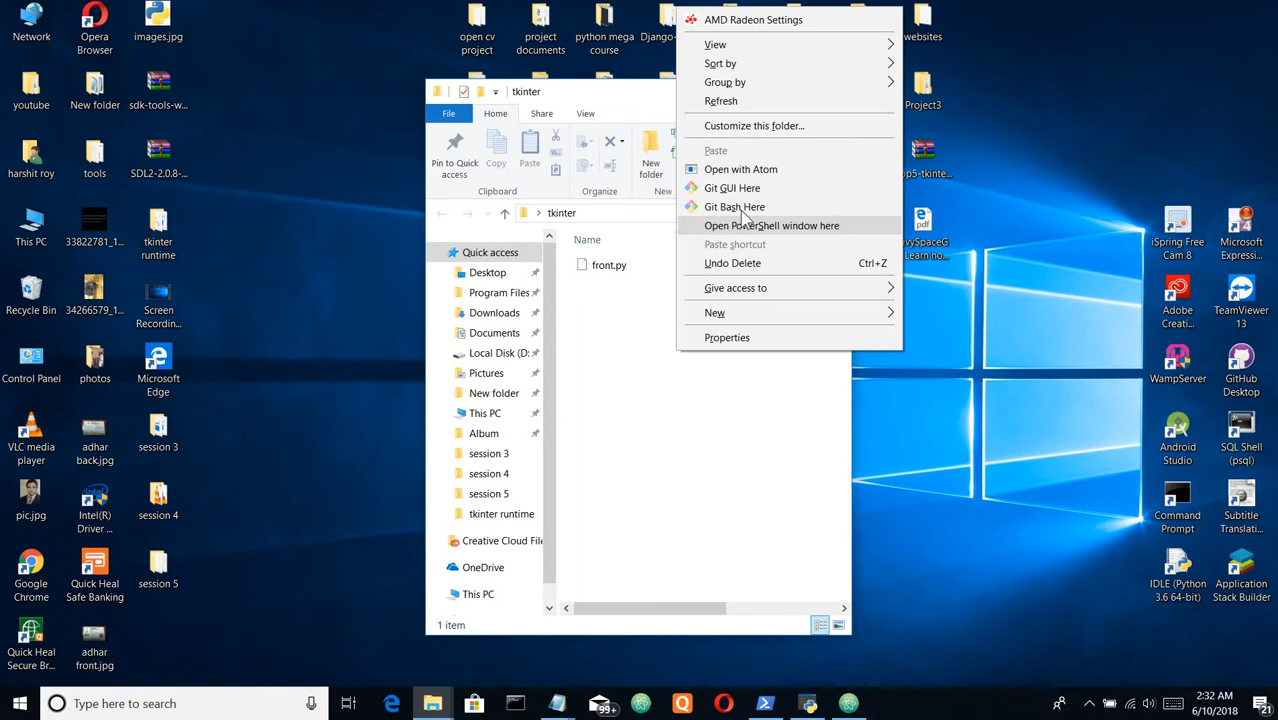 Network
Opera
Browser
images.jpg
open cv
project
project
documents
python mega
course
Django-
websites
youtube
New folder
sdk-tools-w...
Project3
harshit roy
tools
SDL2-2.0.8-...
op5-tkinte...
This PC
33822781_1...
tkinter
runtime
vySpaceG
Learn ho...
iSpring Free
Cam 8
Microsoft
Expressi...
Recycle Bin
34266579_1...
Screen
Recordin...
Adobe
Creati...
TeamViewer
13
Control Panel
photos
Microsoft
Edge
WampServer
GitHub
Desktop
VLC media
player
adhar
back.jpg
session 3
Android
Studio
SQL Shell
(psql)
pic.jpg
Intel(R)
Driver ...
session 4
Command
Prompt
Subtitle
Translati...
Google
Chrome
Quick Heal
Safe Banking
session 5
IDLE (Python
3.6 64-bit)
Application
Stack Builder
Quick Heal
Secure Br...
adhar
front.jpg
tkinter
File
Home
Share
View
Pin to Quick
access
Copy
Paste
New
folder
Clipboard
Organize
New
tkinter
Name
front.py
Quick access
Desktop
Program Files
Downloads
Documents
Local Disk (D:
Pictures
New folder
This PC
Album
session 3
session 4
session 5
tkinter runtime
Creative Cloud File
OneDrive
This PC
1 item
AMD Radeon Settings
View
Sort by
Group by
Refresh
Customize this folder...
Paste
Open with Atom
Git GUI Here
Git Bash Here
Open PowerShell window here
Paste shortcut
Undo Delete Ctrl+Z
Give access to
New
Properties
Type here to search
99+
2:32 AM
6/10/2018
21